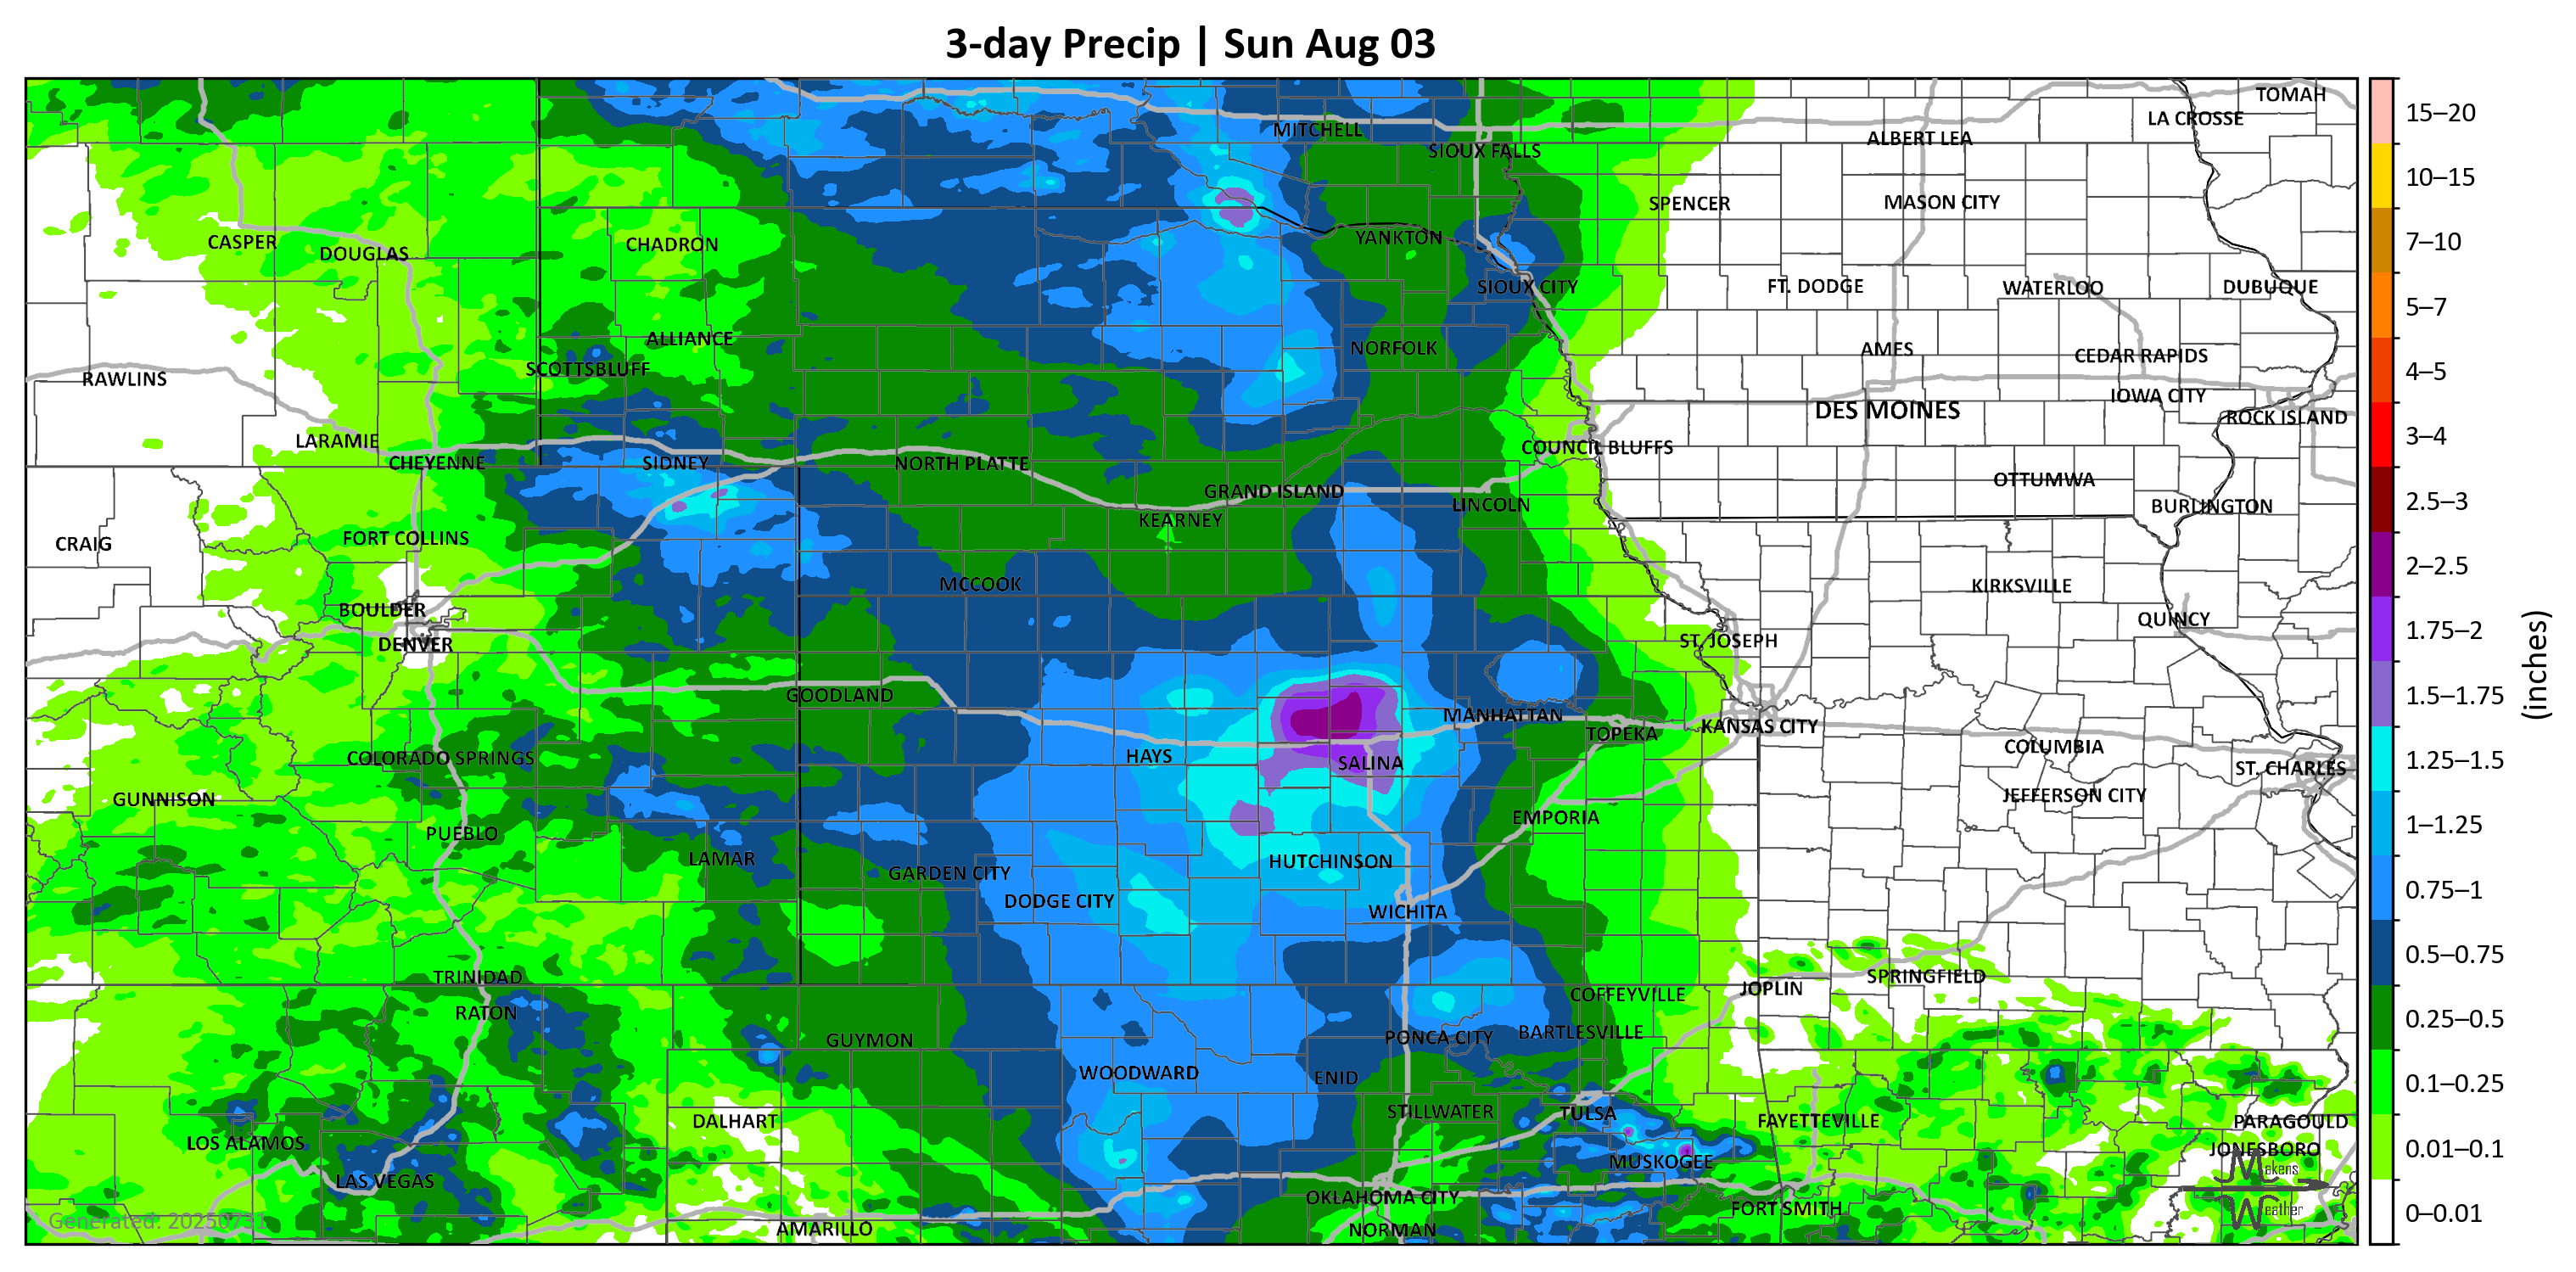 3-day Precip | Sun Aug 03
TOMAH
LA CROSSE
MITCHELL
ALBERT LEA
SIOUX FALLS
SPENCER
MASON CITY
CASPER
DOUGLAS
CHADRON
YANKTON
SIOUX CITY
FT. DODGE
WATERLOO
DUBUQUE
ALLIANCE
NORFOLK
AMES
CEDAR RAPIDS
SCOTTSBLUFF
RAWLINS
IOWA CITY
DES MOINES
ROCK ISLAND
LARAMIE
COUNCIL BLUFFS
CHEYENNE
SIDNEY
NORTH PLATTE
OTTUMWA
GRAND ISLAND
LINCOLN
BURLINGTON
KEARNEY
CRAIG
FORT COLLINS
MCCOOK
KIRKSVILLE
BOULDER
QUINCY
DENVER
ST. JOSEPH
GOODLAND
MANHATTAN
KANSAS CITY
TOPEKA
COLORADO SPRINGS
HAYS
COLUMBIA
SALINA
ST. CHARLES
GUNNISON
JEFFERSON CITY
EMPORIA
PUEBLO
LAMAR
HUTCHINSON
GARDEN CITY
DODGE CITY
WICHITA
TRINIDAD
SPRINGFIELD
JOPLIN
COFFEYVILLE
RATON
GUYMON
PONCA CITY
BARTLESVILLE
WOODWARD
ENID
STILLWATER
TULSA
DALHART
FAYETTEVILLE
PARAGOULD
LOS ALAMOS
JONESBORO
MUSKOGEE
LAS VEGAS
OKLAHOMA CITY
FORT SMITH
AMARILLO
NORMAN
Generated: 20250731
Mekens
Weather
15–20
10–15
7–10
5–7
4–5
3–4
2.5–3
2–2.5
1.75–2
1.5–1.75
1.25–1.5
1–1.25
0.75–1
0.5–0.75
0.25–0.5
0.1–0.25
0.01–0.1
0–0.01
(inches)